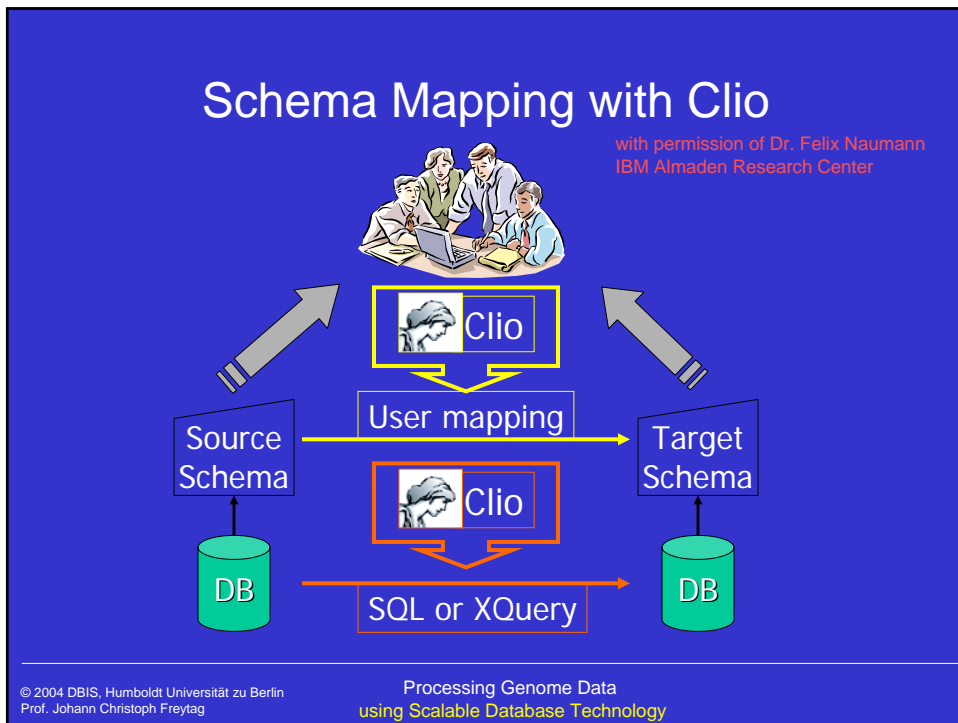 Schema Mapping with Clio
with permission of Dr. Felix Naumann
IBM Almaden Research Center
Clio
User mapping
Source
Schema
Target
Schema
Clio
DB
DB
SQL or XQuery
© 2004 DBIS, Humboldt Universität zu Berlin
Prof. Johann Christoph Freytag
Processing Genome Data
using Scalable Database Technology